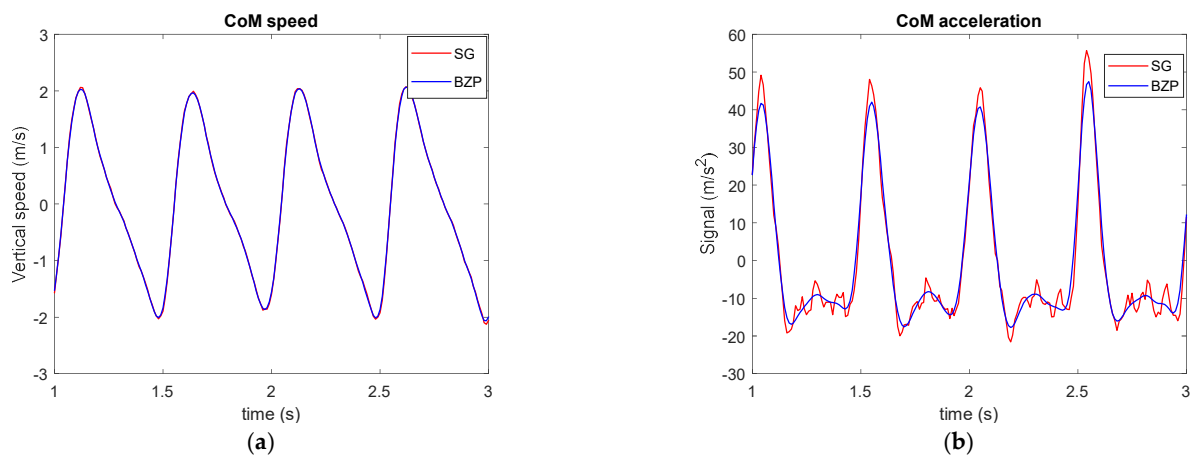 CoM speed
3
2
1
0
-1
-2
-3
Vertical speed (m/s)
SG
BZP
1
1.5
2
2.5
3
time (s)
(a)
CoM acceleration
60
50
40
30
20
10
0
-10
-20
-30
Signal (m/s²)
SG
BZP
1
1.5
2
2.5
3
time (s)
(b)